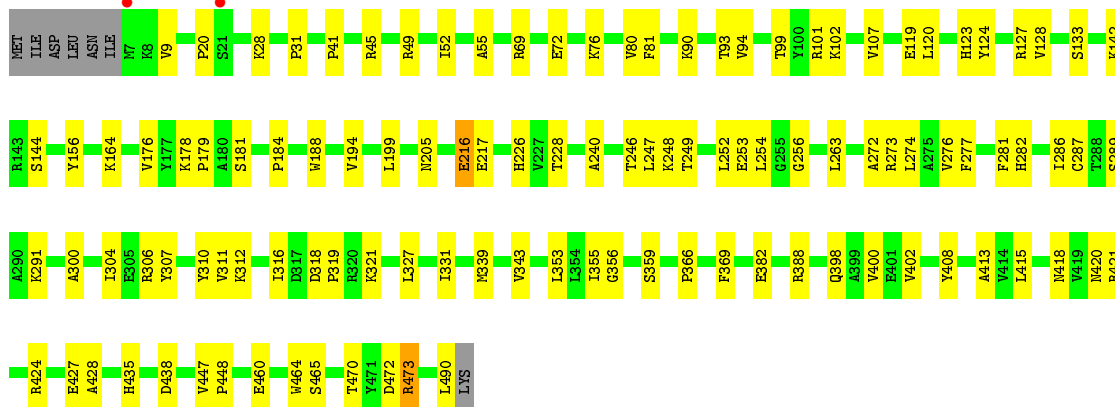 MET ILE ASP LEU ASN ILE M7 K8 V9 P20 S21 K28 P31 P41 R45 R49 I52 A55 R69 E72 K76 V80 F81 K90 T93 V94 T99 Y100 R101 K102 V107 E119 L120 H123 Y124 R127 V128 S133 K142
R143 S144 Y156 K164 V176 Y177 K178 P179 A180 S181 P184 W188 V194 L199 N205 E216 E217 H226 V227 T228 A240 T246 L247 K248 T249 L252 E253 L254 G255 G256 L263 A272 R273 L274 A275 V276 F277 F281 H282 I286 C287 T288 S289
A290 K291 A300 I304 E305 R306 Y307 Y310 V311 K312 I316 D317 D318 P319 R320 K321 L327 I331 M339 V343 L353 L354 I355 G356 S359 P366 F369 E382 R388 Q398 A399 V400 E401 V402 Y408 A413 V414 L415 N418 V419 N420
R424 E427 A428 H435 D438 V447 P448 E460 W464 S465 T470 Y471 D472 R473 L490 LYS